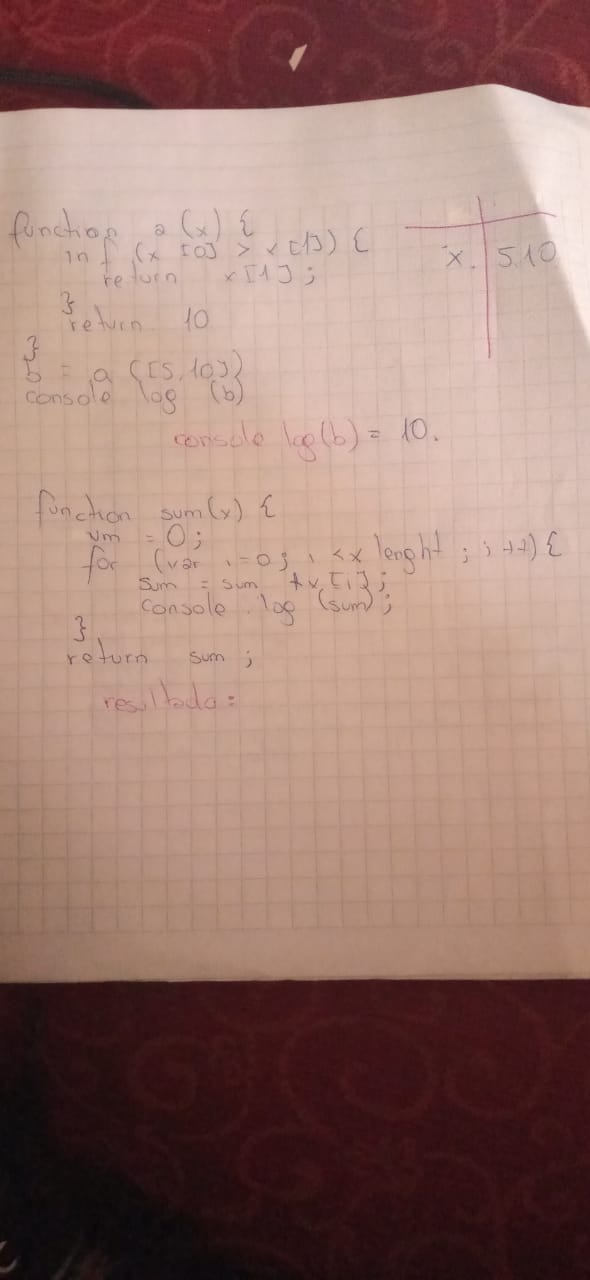 function a (x) {
in f (x [0] > x [1]) {
return x [1] ;
}
return 10
}
b = a ([5, 10])
console log (b)
x. 5.10
console log(b) = 10.
function sum(x) {
um = 0 ;
for (var i = 0 ; i < x lenght ; i ++) {
sum = sum + x [i] ;
console . log (sum) ;
}
return sum ;
resultado :